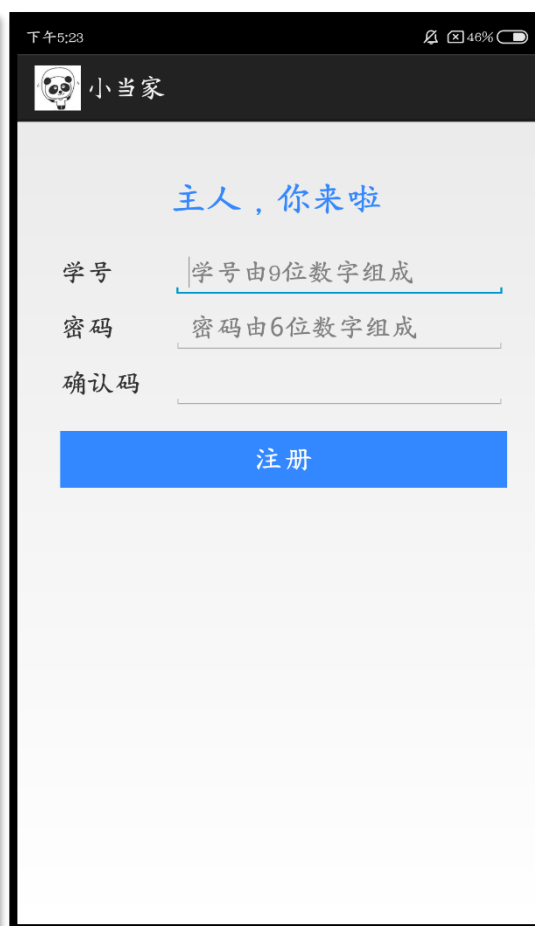 下午5:23 46%
小当家
主人，你来啦
学号 学号由9位数字组成
密码 密码由6位数字组成
确认码
注册